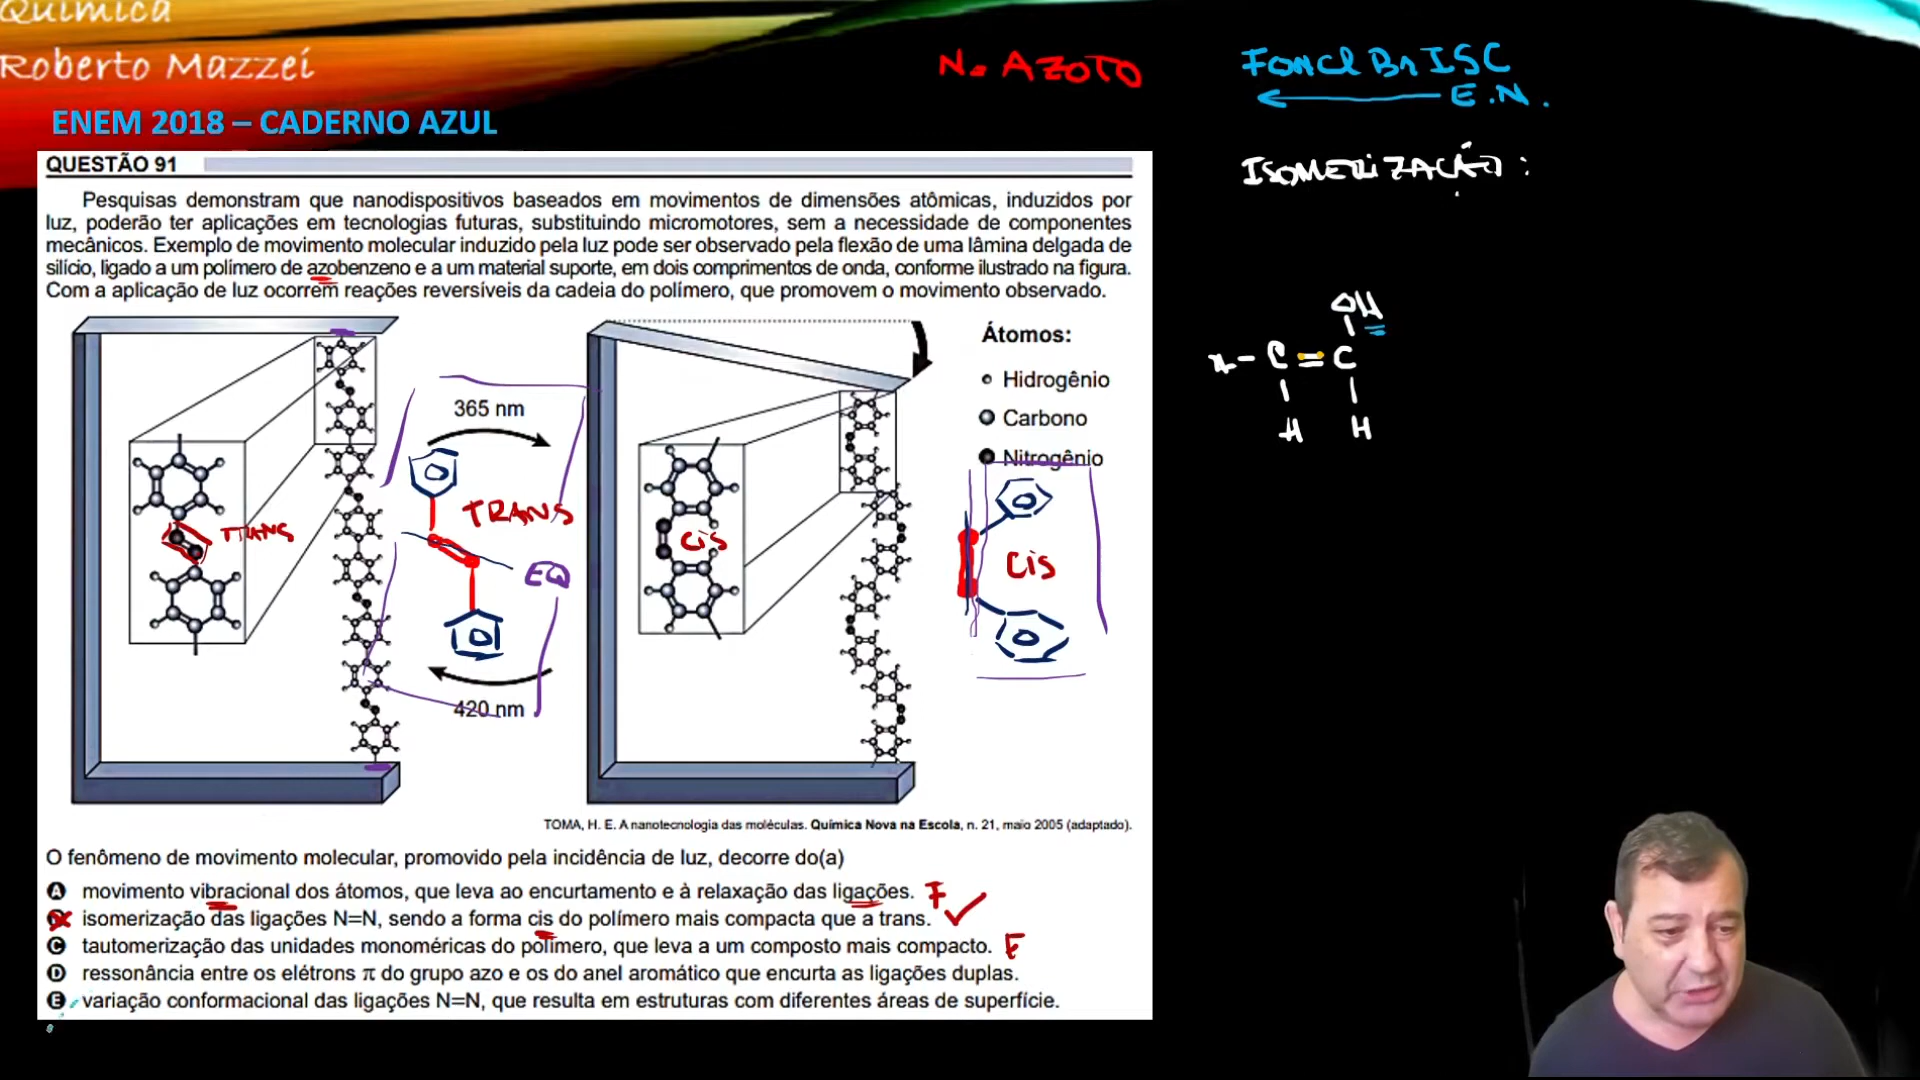 Química
Roberto Mazzei
N = AZOTO
FONClBrISC
E.N.
ENEM 2018 – CADERNO AZUL
QUESTÃO 91
ISOMERIZAÇÃO:
Pesquisas demonstram que nanodispositivos baseados em movimentos de dimensões atômicas, induzidos por
luz, poderão ter aplicações em tecnologias futuras, substituindo micromotores, sem a necessidade de componentes
mecânicos. Exemplo de movimento molecular induzido pela luz pode ser observado pela flexão de uma lâmina delgada de
silício, ligado a um polímero de azobenzeno e a um material suporte, em dois comprimentos de onda, conforme ilustrado na figura.
Com a aplicação de luz ocorrem reações reversíveis da cadeia do polímero, que promovem o movimento observado.
Átomos:
Hidrogênio
Carbono
Nitrogênio
365 nm
TRANS
TRANS
EQ
420 nm
CIS
CIS
OH
C = C
H H
TOMA, H. E. A nanotecnologia das moléculas. Química Nova na Escola, n. 21, maio 2005 (adaptado).
O fenômeno de movimento molecular, promovido pela incidência de luz, decorre do(a)
A movimento vibracional dos átomos, que leva ao encurtamento e à relaxação das ligações. F
isomerização das ligações N=N, sendo a forma cis do polímero mais compacta que a trans.
C tautomerização das unidades monoméricas do polímero, que leva a um composto mais compacto. F
D ressonância entre os elétrons π do grupo azo e os do anel aromático que encurta as ligações duplas.
E variação conformacional das ligações N=N, que resulta em estruturas com diferentes áreas de superfície.